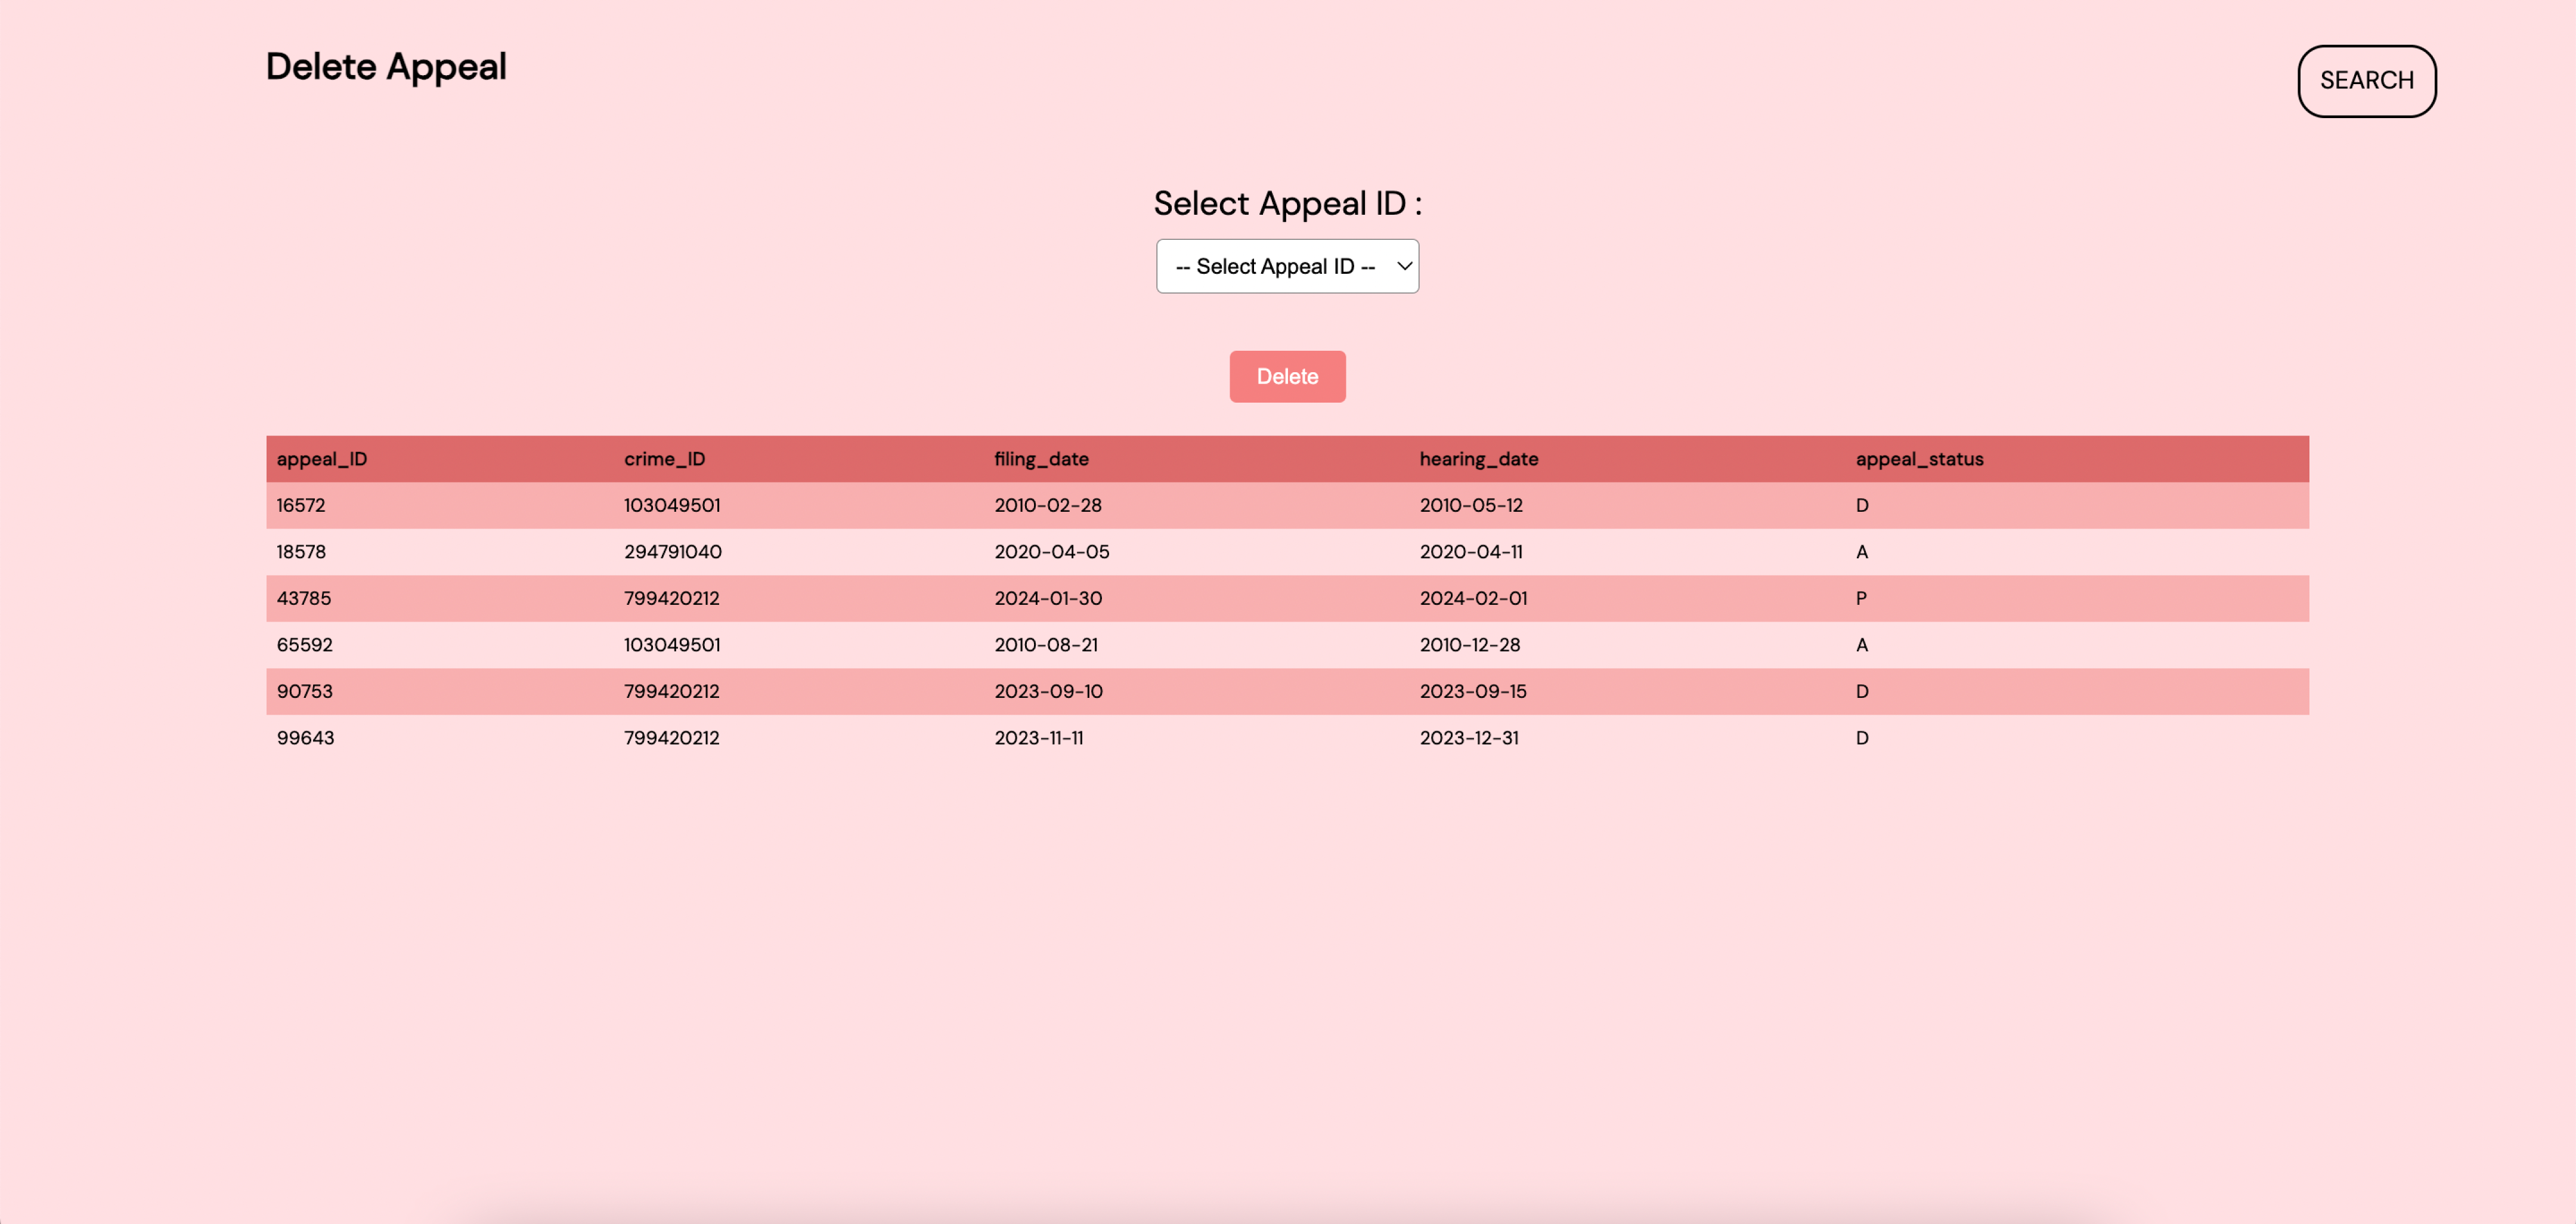 Delete Appeal
SEARCH
Select Appeal ID :
-- Select Appeal ID --
Delete
appeal_ID crime_ID filing_date hearing_date appeal_status
16572 103049501 2010-02-28 2010-05-12 D
18578 294791040 2020-04-05 2020-04-11 A
43785 799420212 2024-01-30 2024-02-01 P
65592 103049501 2010-08-21 2010-12-28 A
90753 799420212 2023-09-10 2023-09-15 D
99643 799420212 2023-11-11 2023-12-31 D